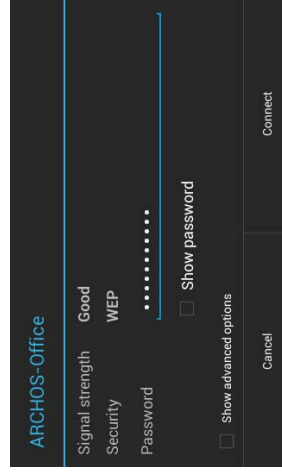 ARCHOS-Office
Signal strength Good
Security WEP
Password •••••••••••
Show password
Show advanced options
Cancel Connect